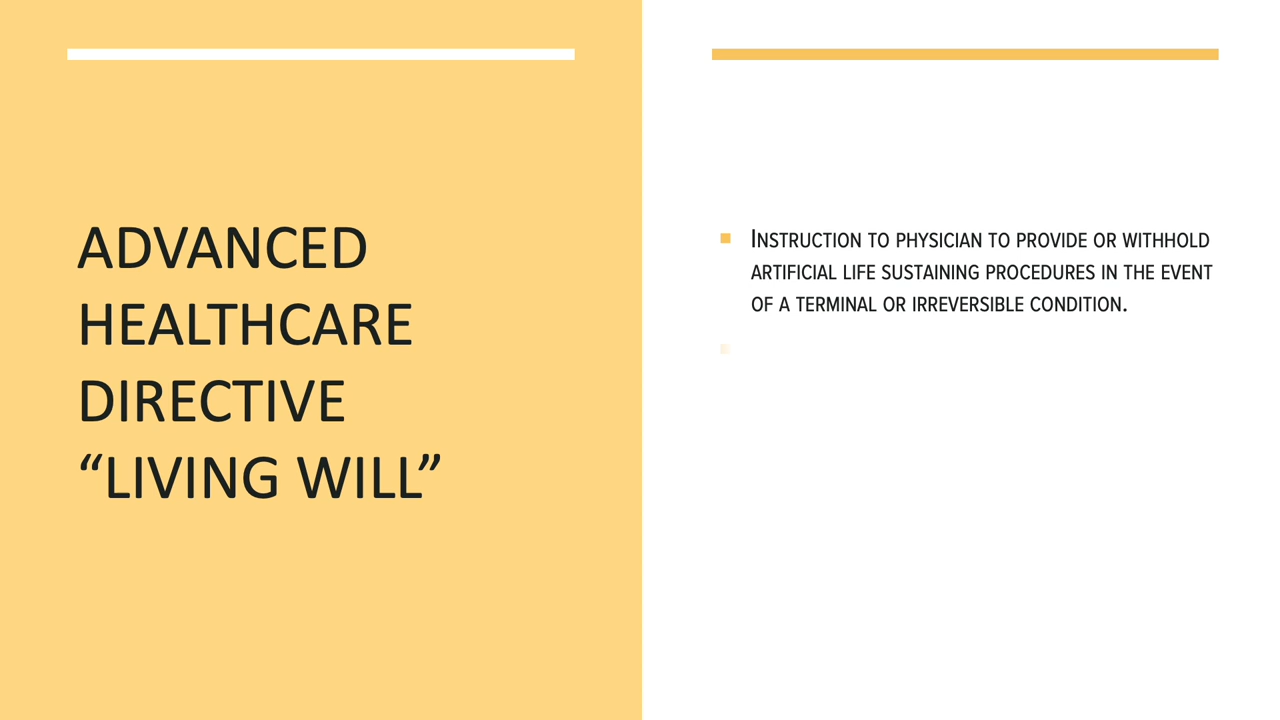 ADVANCED
HEALTHCARE
DIRECTIVE
“LIVING WILL”
Instruction to physician to provide or withhold
artificial life sustaining procedures in the event
of a terminal or irreversible condition.